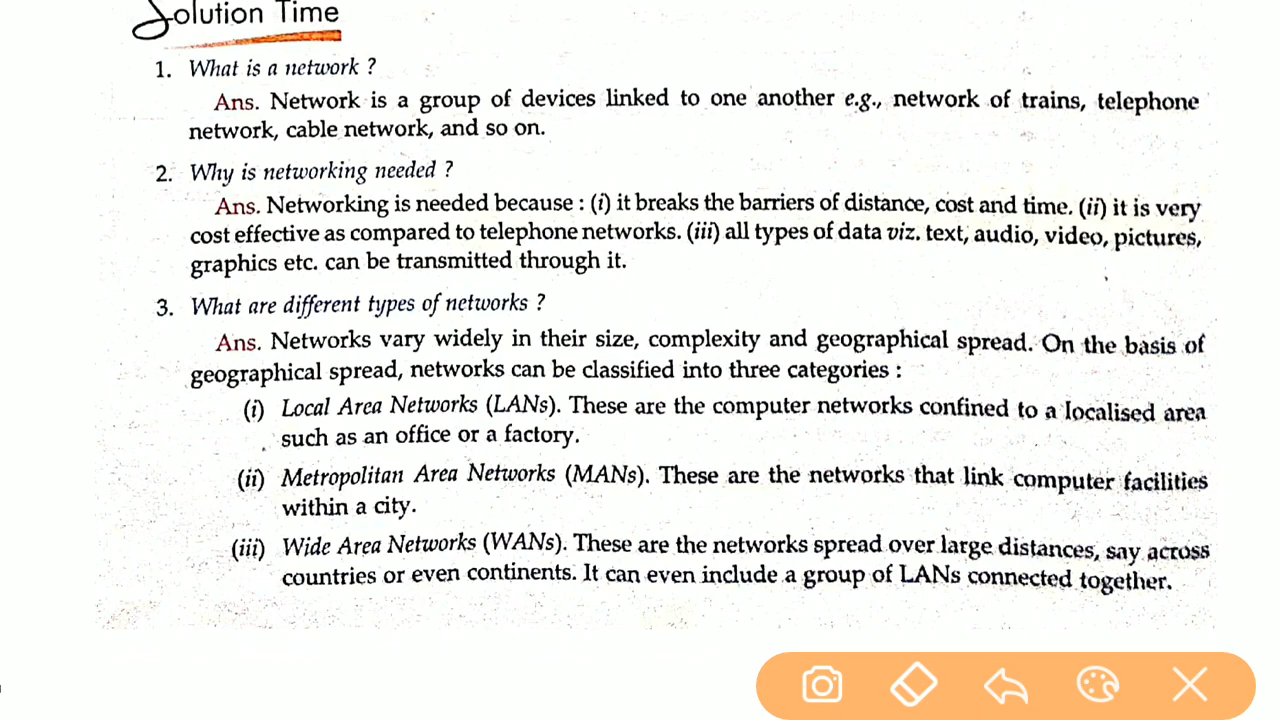 Solution Time
1. What is a network ?
Ans. Network is a group of devices linked to one another e.g., network of trains, telephone
network, cable network, and so on.
2. Why is networking needed ?
Ans. Networking is needed because : (i) it breaks the barriers of distance, cost and time. (ii) it is very
cost effective as compared to telephone networks. (iii) all types of data viz. text, audio, video, pictures,
graphics etc. can be transmitted through it.
3. What are different types of networks ?
Ans. Networks vary widely in their size, complexity and geographical spread. On the basis of
geographical spread, networks can be classified into three categories :
(i) Local Area Networks (LANs). These are the computer networks confined to a localised area
such as an office or a factory.
(ii) Metropolitan Area Networks (MANs). These are the networks that link computer facilities
within a city.
(iii) Wide Area Networks (WANs). These are the networks spread over large distances, say across
countries or even continents. It can even include a group of LANs connected together.